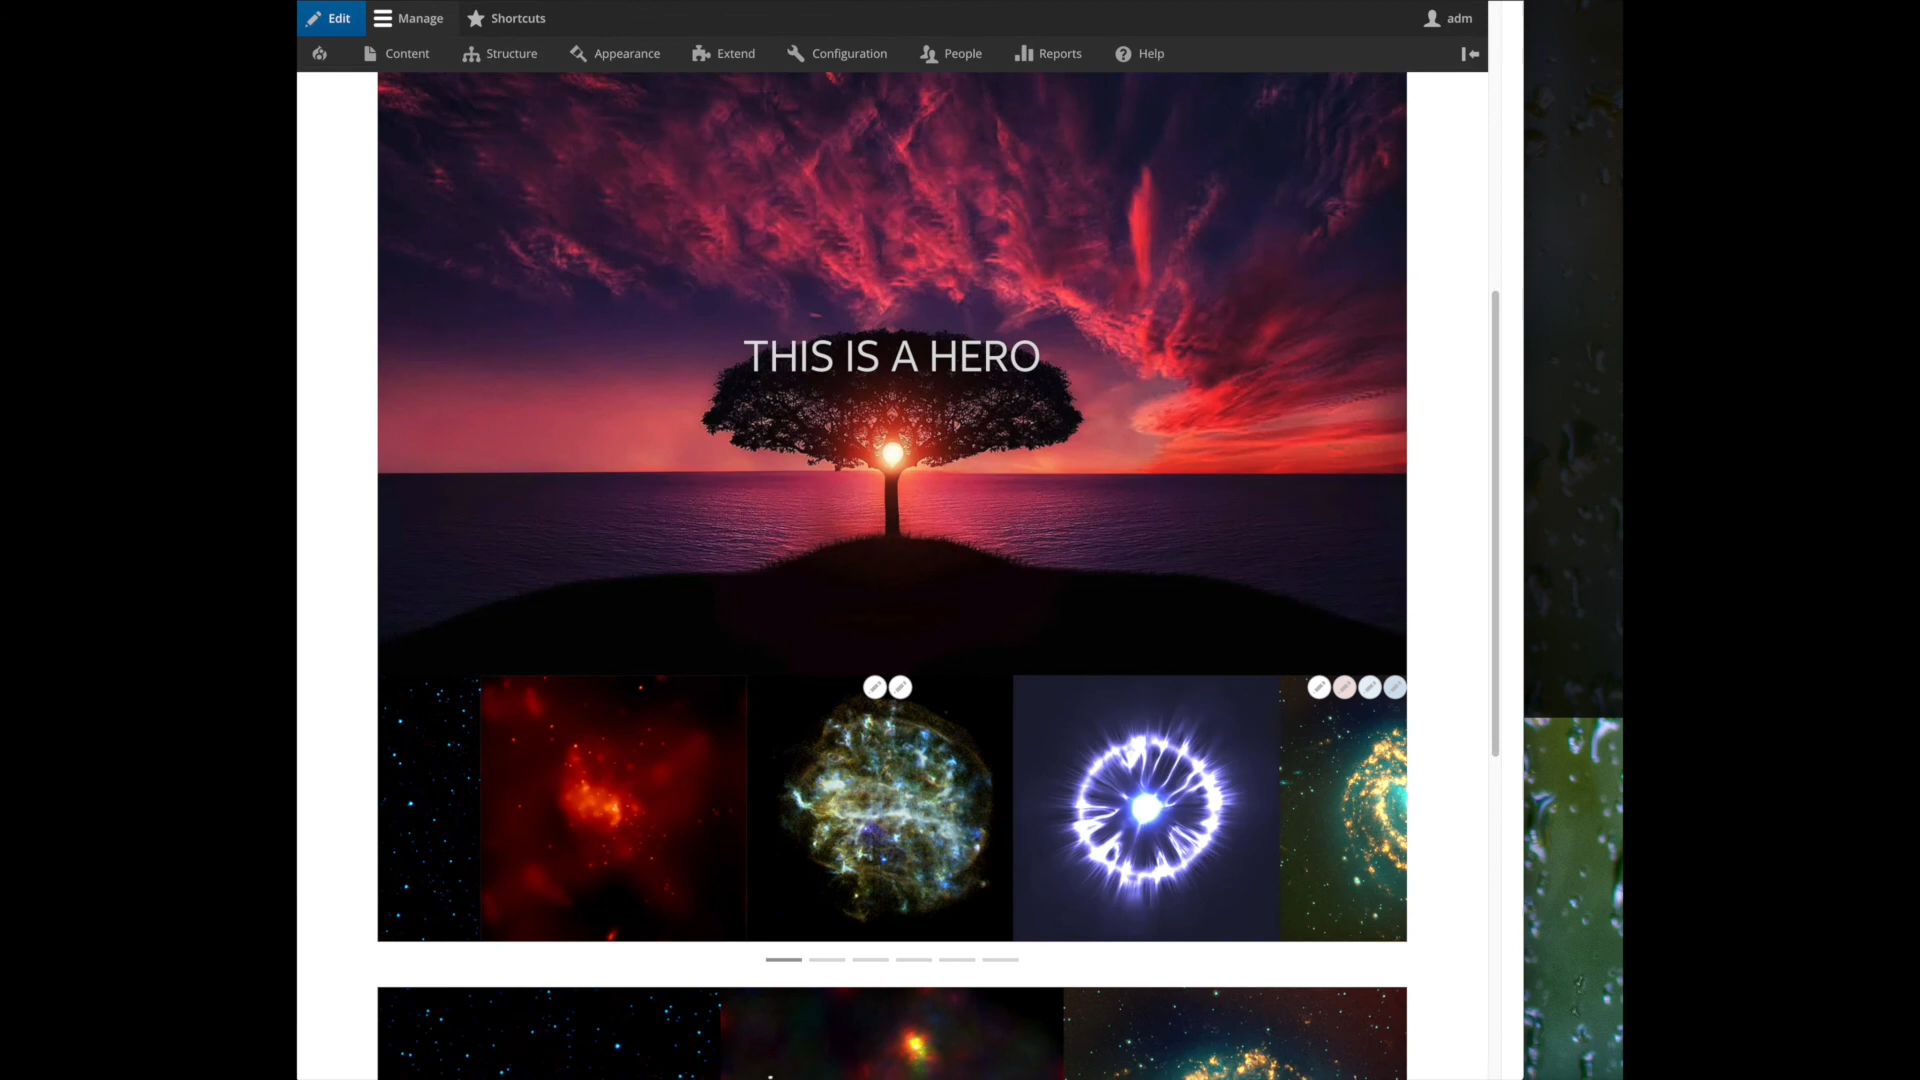 Edit Manage Shortcuts adm
Content Structure Appearance Extend Configuration People Reports Help
THIS IS A HERO